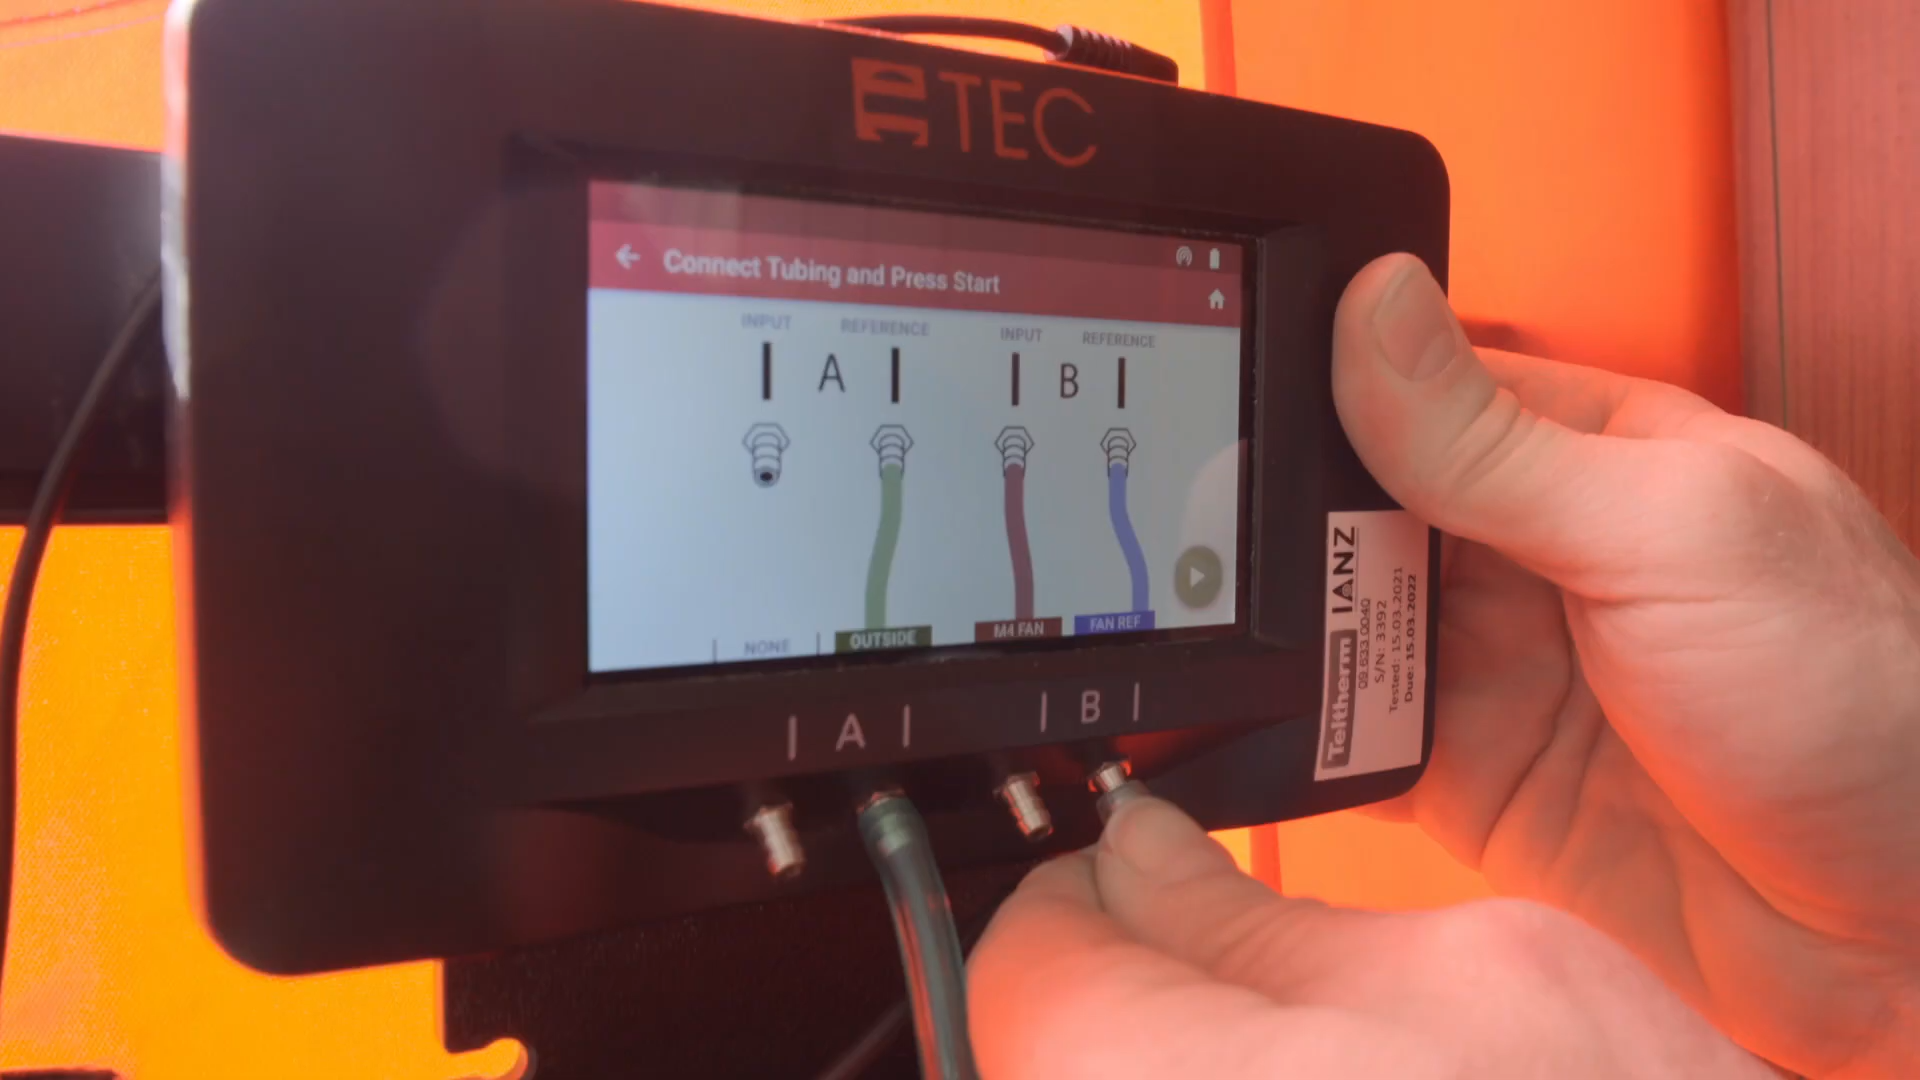 TEC
Connect Tubing and Press Start
INPUT REFERENCE INPUT REFERENCE
A B
NONE OUTSIDE M4 FAN FAN REF
A B
Teltherm IANZ
09.633.0040
S/N: 3392
Tested: 15.03.2021
Due: 15.03.2022